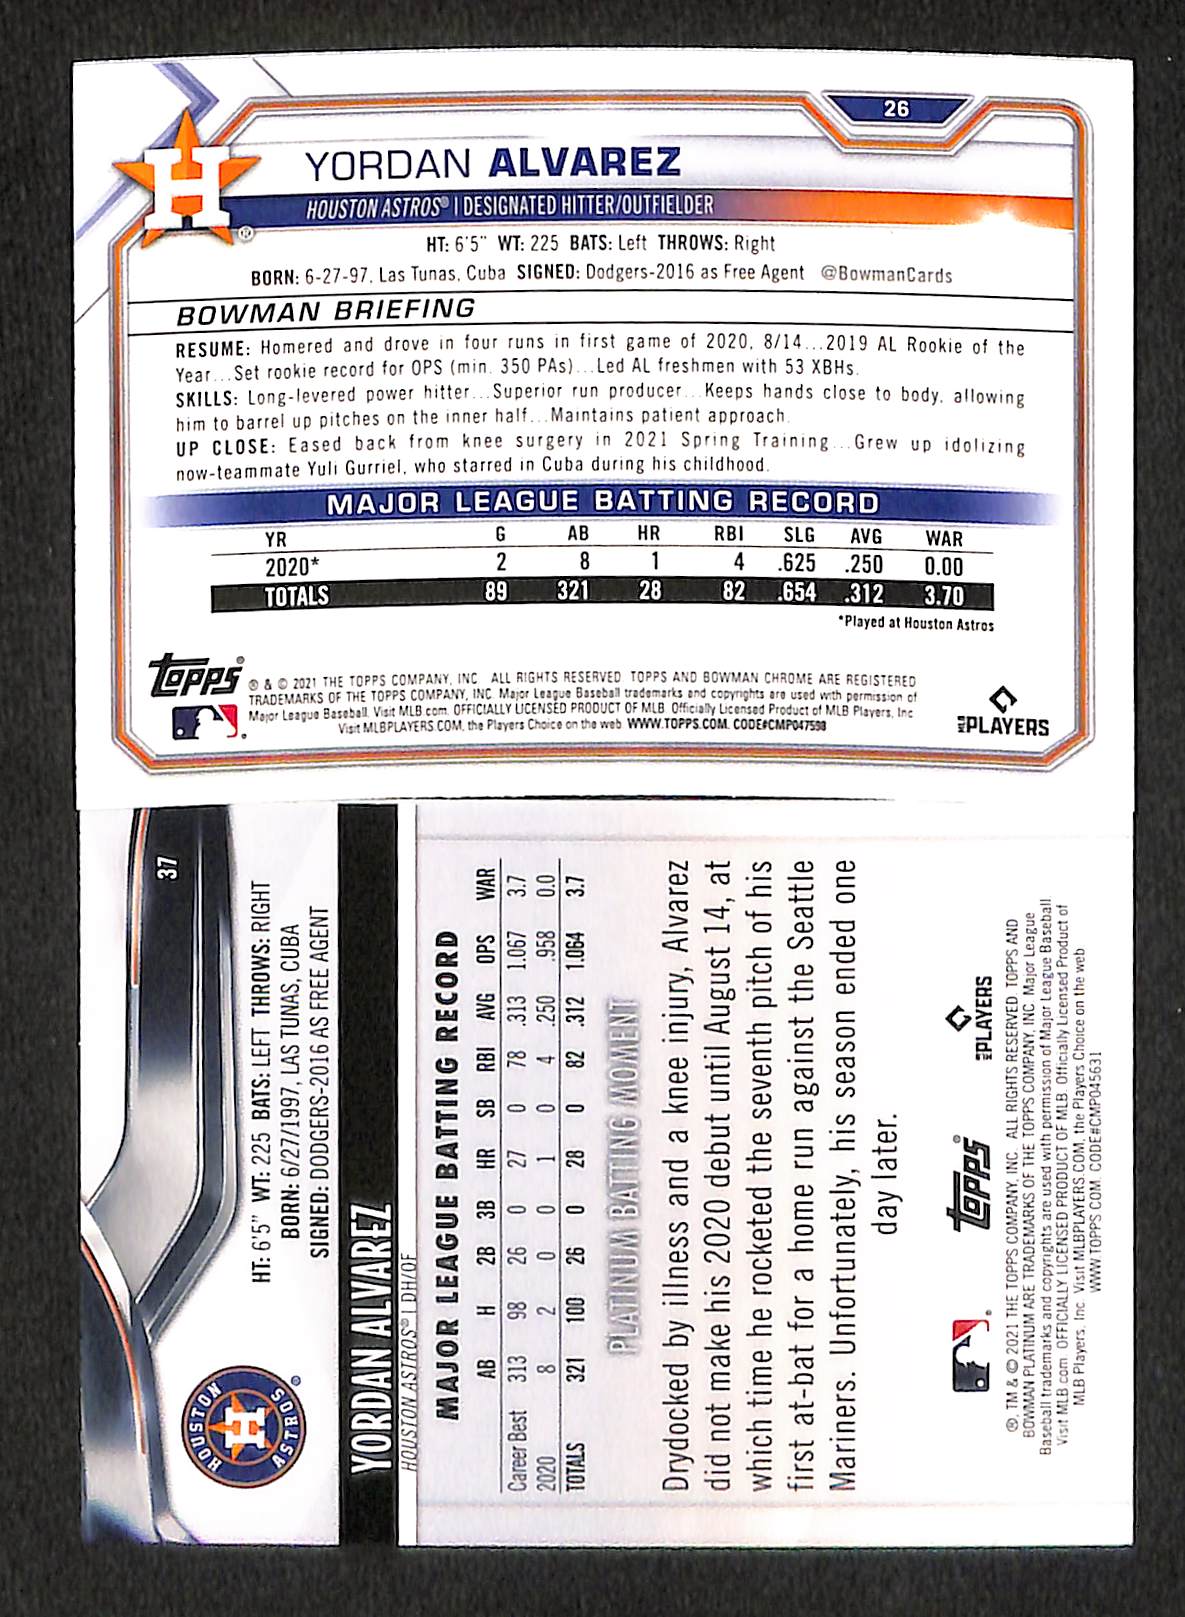 26
YORDAN ALVAREZ
HOUSTON ASTROS® | DESIGNATED HITTER/OUTFIELDER
HT: 6'5" WT: 225 BATS: Left THROWS: Right
BORN: 6-27-97, Las Tunas, Cuba SIGNED: Dodgers-2016 as Free Agent @BowmanCards
BOWMAN BRIEFING
RESUME: Homered and drove in four runs in first game of 2020, 8/14...2019 AL Rookie of the
Year...Set rookie record for OPS (min. 350 PAs)...Led AL freshmen with 53 XBHs.
SKILLS: Long-levered power hitter...Superior run producer...Keeps hands close to body, allowing
him to barrel up pitches on the inner half...Maintains patient approach.
UP CLOSE: Eased back from knee surgery in 2021 Spring Training...Grew up idolizing
now-teammate Yuli Gurriel, who starred in Cuba during his childhood.
MAJOR LEAGUE BATTING RECORD
YR G AB HR RBI SLG AVG WAR
2020* 2 8 1 4 .625 .250 0.00
TOTALS 89 321 28 82 .654 .312 3.70
*Played at Houston Astros
topps®
® & © 2021 THE TOPPS COMPANY, INC. ALL RIGHTS RESERVED. TOPPS AND BOWMAN CHROME ARE REGISTERED
TRADEMARKS OF THE TOPPS COMPANY, INC. Major League Baseball trademarks and copyrights are used with permission of
Major League Baseball. Visit MLB.com. OFFICIALLY LICENSED PRODUCT OF MLB. Officially Licensed Product of MLB Players, Inc.
Visit MLBPLAYERS.COM, the Players Choice on the web. WWW.TOPPS.COM. CODE#CMP047598
MLB PLAYERS
37
HT: 6'5" WT: 225 BATS: LEFT THROWS: RIGHT
BORN: 6/27/1997, LAS TUNAS, CUBA
SIGNED: DODGERS-2016 AS FREE AGENT
HOUSTON ASTROS®
YORDAN ALVAREZ
HOUSTON ASTROS® | DH/OF
MAJOR LEAGUE BATTING RECORD
AB H 2B 3B HR SB RBI AVG OPS WAR
Career Best 313 98 26 0 27 0 78 .313 1.067 3.7
2020 8 2 0 0 1 0 4 .250 .958 0.0
TOTALS 321 100 26 0 28 0 82 .312 1.064 3.7
PLATINUM BATTING MOMENT
Drydocked by illness and a knee injury, Alvarez
did not make his 2020 debut until August 14, at
which time he rocketed the seventh pitch of his
first at-bat for a home run against the Seattle
Mariners. Unfortunately, his season ended one
day later.
topps®
MLB PLAYERS
®, TM & © 2021 THE TOPPS COMPANY, INC. ALL RIGHTS RESERVED. TOPPS AND
BOWMAN PLATINUM ARE TRADEMARKS OF THE TOPPS COMPANY, INC. Major League
Baseball trademarks and copyrights are used with permission of Major League Baseball.
Visit MLB.com. OFFICIALLY LICENSED PRODUCT OF MLB. Officially Licensed Product of
MLB Players, Inc. Visit MLBPLAYERS.COM, the Players Choice on the web.
WWW.TOPPS.COM. CODE#CMP045631